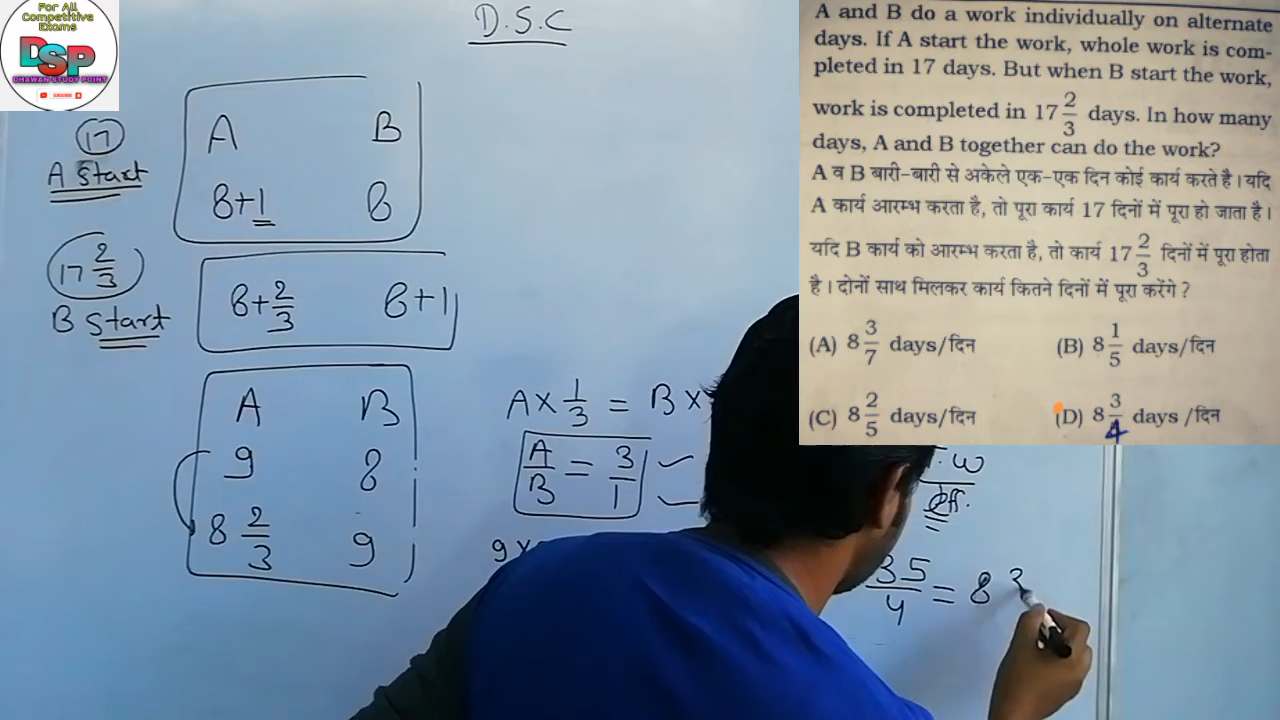 For All
Competitive
Exams
DSP
DHAWAN STUDY POINT
SUBSCRIBE
D.S.C
17
A Start
A B
8+1 8
17 2/3
B Start
8+2/3 8+1
A B
9 8
8 2/3 9
A × 1/3 = B ×
A/B = 3/1
9×
.W
Eff.
35/4 = 8 3
A and B do a work individually on alternate
days. If A start the work, whole work is com-
pleted in 17 days. But when B start the work,
work is completed in 17 2/3 days. In how many
days, A and B together can do the work?
A व B बारी-बारी से अकेले एक-एक दिन कोई कार्य करते है। यदि
A कार्य आरम्भ करता है, तो पूरा कार्य 17 दिनों में पूरा हो जाता है।
यदि B कार्य को आरम्भ करता है, तो कार्य 17 2/3 दिनों में पूरा होता
है। दोनों साथ मिलकर कार्य कितने दिनों में पूरा करेंगे ?
(A) 8 3/7 days/दिन (B) 8 1/5 days/दिन
(C) 8 2/5 days/दिन (D) 8 3/4 days /दिन